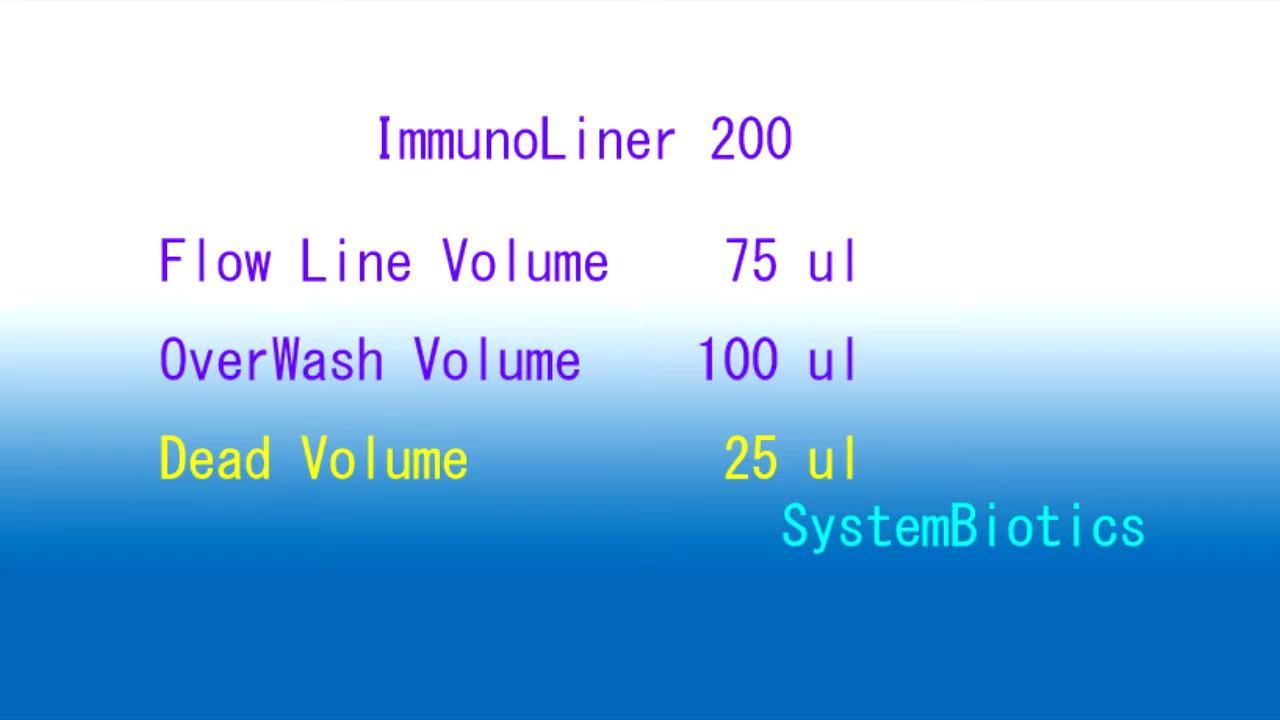 ImmunoLiner 200
Flow Line Volume 75 ul
OverWash Volume 100 ul
Dead Volume 25 ul
SystemBiotics